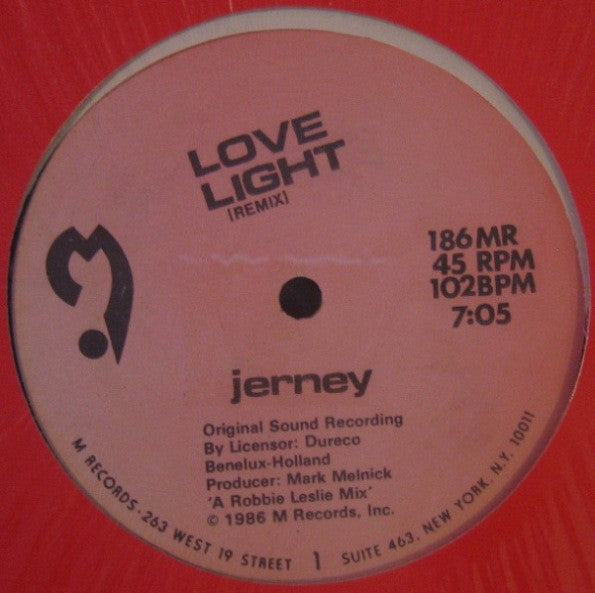 LOVE
LIGHT
[REMIX]
186 MR
45 RPM
102BPM
7:05
M
jerney
Original Sound Recording
By Licensor: Dureco
Benelux-Holland
Producer: Mark Melnick
'A Robbie Leslie Mix'
© 1986 M Records, Inc.
M RECORDS . 263 WEST 19 STREET | SUITE 463, NEW YORK, N.Y. 10011